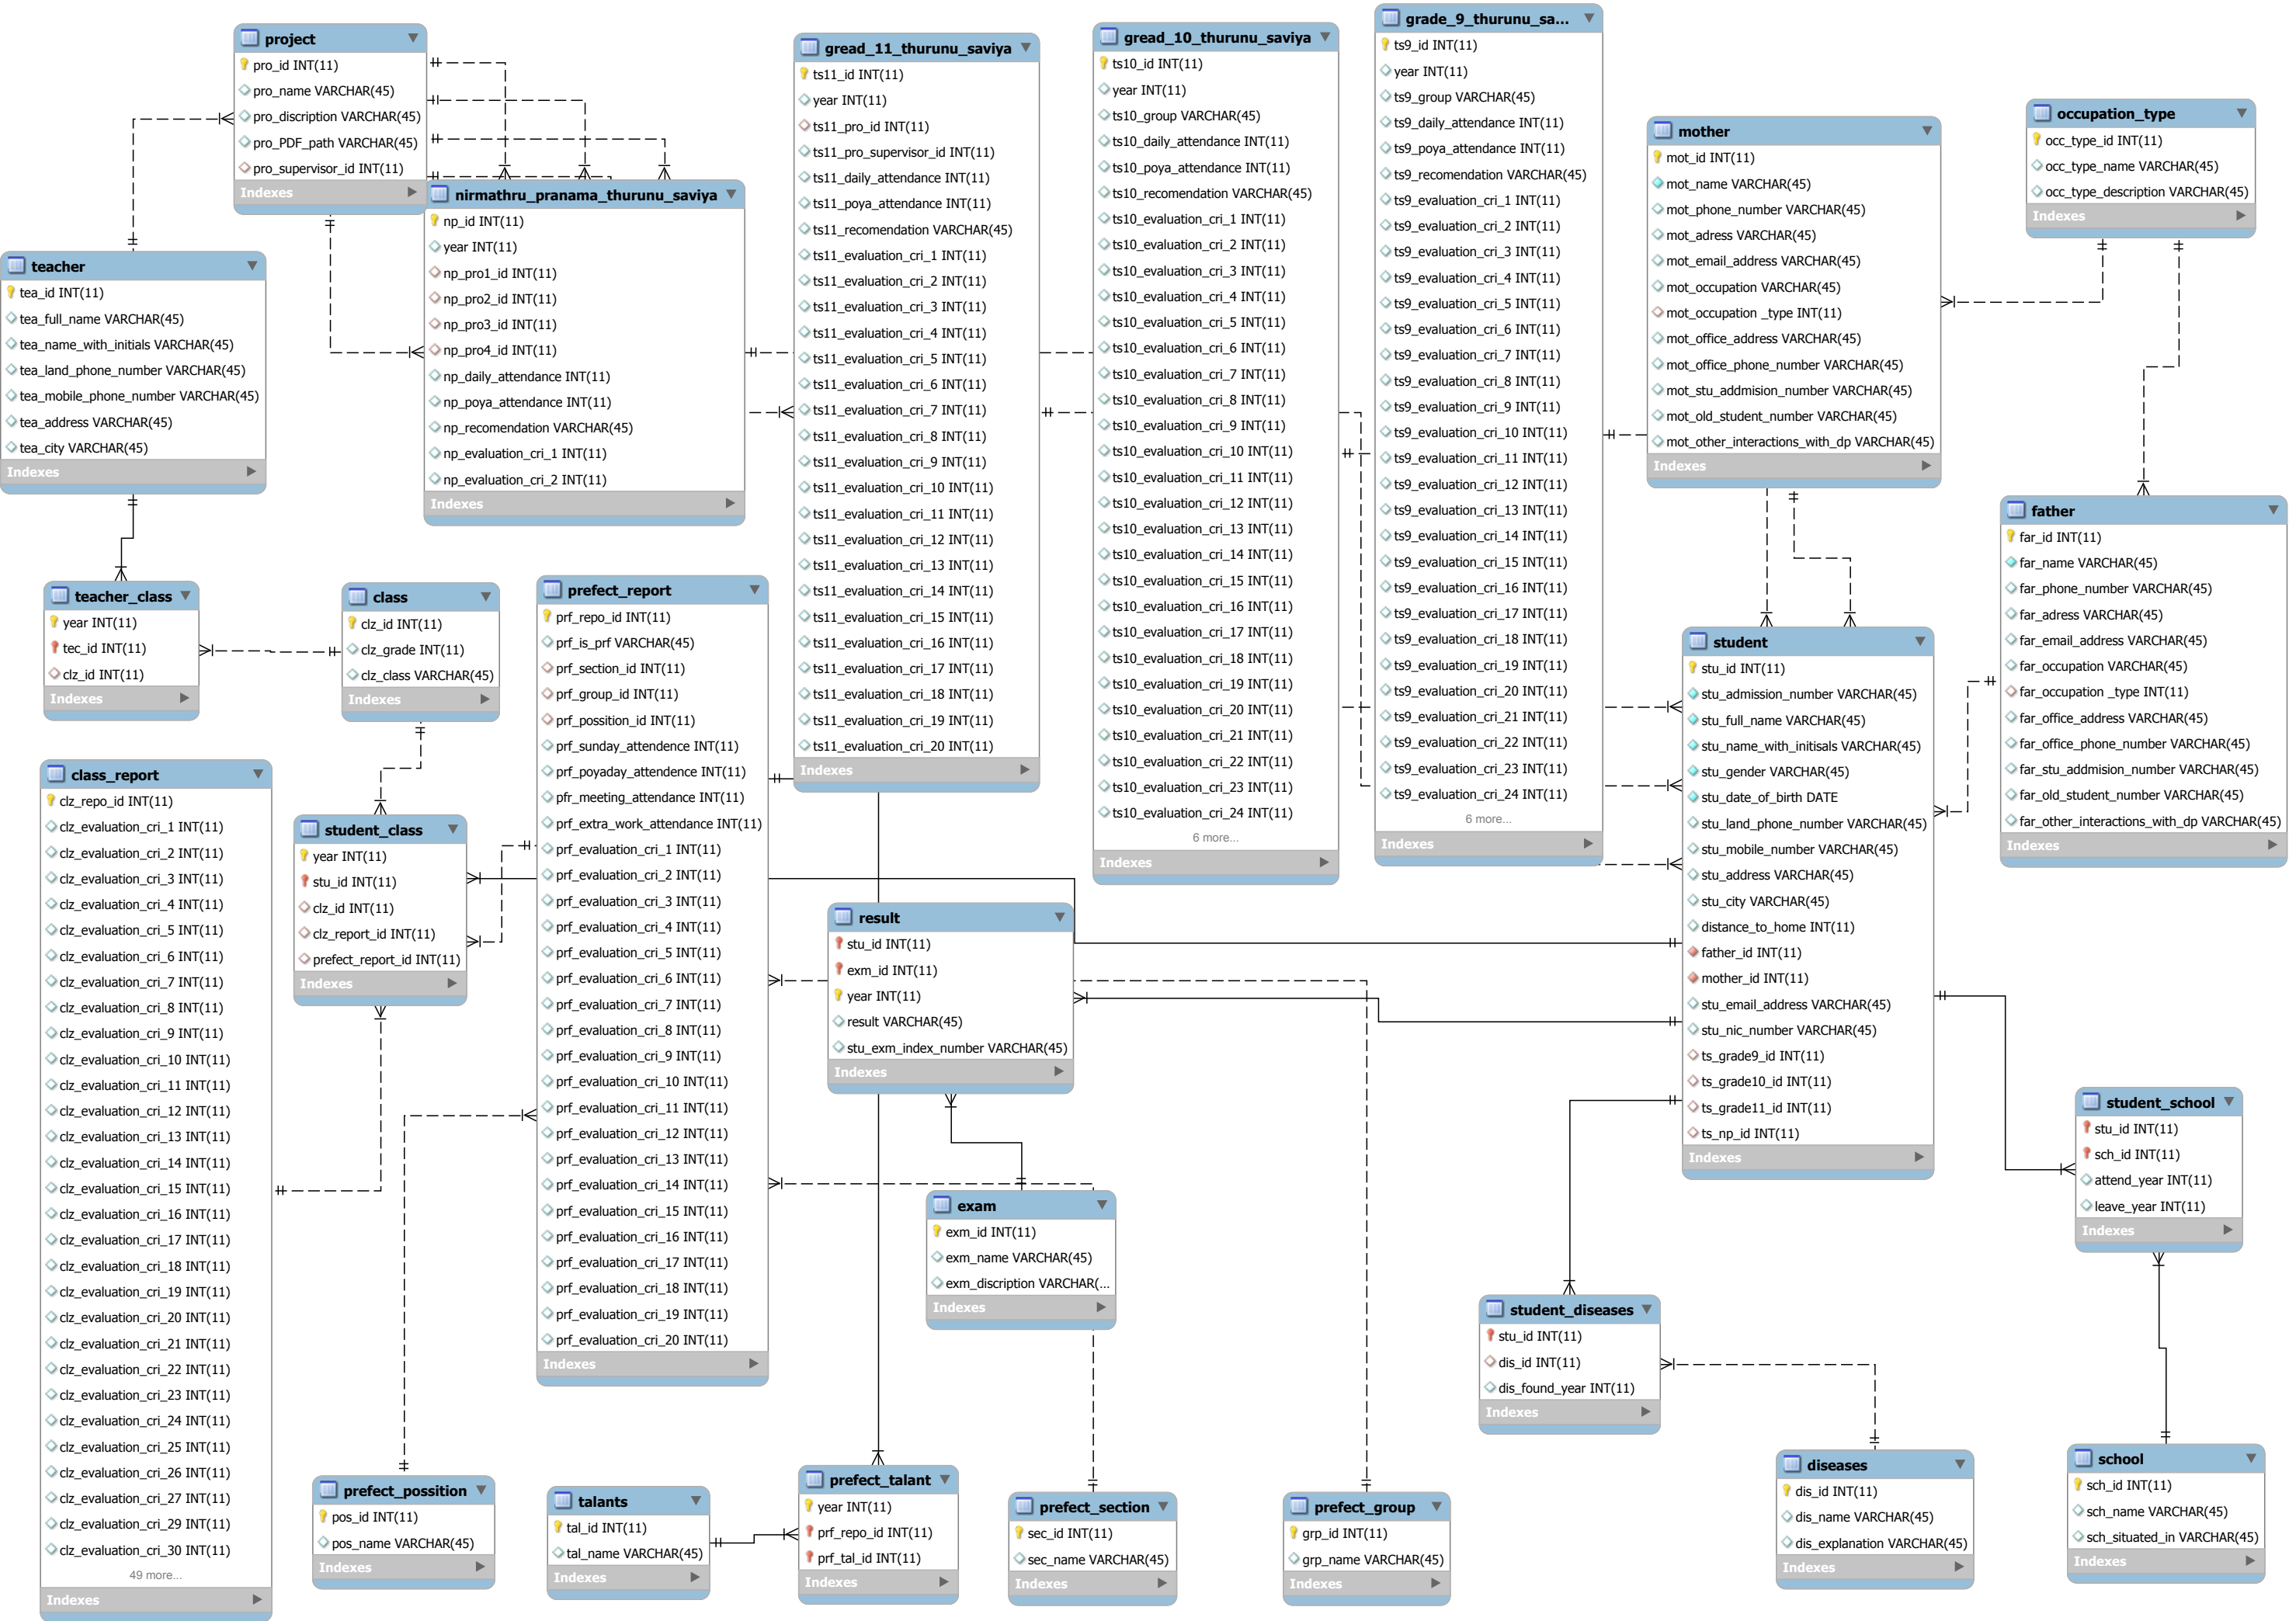 project
pro_id INT(11)
pro_name VARCHAR(45)
pro_discription VARCHAR(45)
pro_PDF_path VARCHAR(45)
pro_supervisor_id INT(11)
Indexes
teacher
tea_id INT(11)
tea_full_name VARCHAR(45)
tea_name_with_initials VARCHAR(45)
tea_land_phone_number VARCHAR(45)
tea_mobile_phone_number VARCHAR(45)
tea_address VARCHAR(45)
tea_city VARCHAR(45)
Indexes
nirmathru_pranama_thurunu_saviya
np_id INT(11)
year INT(11)
np_pro1_id INT(11)
np_pro2_id INT(11)
np_pro3_id INT(11)
np_pro4_id INT(11)
np_daily_attendance INT(11)
np_poya_attendance INT(11)
np_recomendation VARCHAR(45)
np_evaluation_cri_1 INT(11)
np_evaluation_cri_2 INT(11)
Indexes
gread_11_thurunu_saviya
ts11_id INT(11)
year INT(11)
ts11_pro_id INT(11)
ts11_pro_supervisor_id INT(11)
ts11_daily_attendance INT(11)
ts11_poya_attendance INT(11)
ts11_recomendation VARCHAR(45)
ts11_evaluation_cri_1 INT(11)
ts11_evaluation_cri_2 INT(11)
ts11_evaluation_cri_3 INT(11)
ts11_evaluation_cri_4 INT(11)
ts11_evaluation_cri_5 INT(11)
ts11_evaluation_cri_6 INT(11)
ts11_evaluation_cri_7 INT(11)
ts11_evaluation_cri_8 INT(11)
ts11_evaluation_cri_9 INT(11)
ts11_evaluation_cri_10 INT(11)
ts11_evaluation_cri_11 INT(11)
ts11_evaluation_cri_12 INT(11)
ts11_evaluation_cri_13 INT(11)
ts11_evaluation_cri_14 INT(11)
ts11_evaluation_cri_15 INT(11)
ts11_evaluation_cri_16 INT(11)
ts11_evaluation_cri_17 INT(11)
ts11_evaluation_cri_18 INT(11)
ts11_evaluation_cri_19 INT(11)
ts11_evaluation_cri_20 INT(11)
Indexes
gread_10_thurunu_saviya
ts10_id INT(11)
year INT(11)
ts10_group VARCHAR(45)
ts10_daily_attendance INT(11)
ts10_poya_attendance INT(11)
ts10_recomendation VARCHAR(45)
ts10_evaluation_cri_1 INT(11)
ts10_evaluation_cri_2 INT(11)
ts10_evaluation_cri_3 INT(11)
ts10_evaluation_cri_4 INT(11)
ts10_evaluation_cri_5 INT(11)
ts10_evaluation_cri_6 INT(11)
ts10_evaluation_cri_7 INT(11)
ts10_evaluation_cri_8 INT(11)
ts10_evaluation_cri_9 INT(11)
ts10_evaluation_cri_10 INT(11)
ts10_evaluation_cri_11 INT(11)
ts10_evaluation_cri_12 INT(11)
ts10_evaluation_cri_13 INT(11)
ts10_evaluation_cri_14 INT(11)
ts10_evaluation_cri_15 INT(11)
ts10_evaluation_cri_16 INT(11)
ts10_evaluation_cri_17 INT(11)
ts10_evaluation_cri_18 INT(11)
ts10_evaluation_cri_19 INT(11)
ts10_evaluation_cri_20 INT(11)
ts10_evaluation_cri_21 INT(11)
ts10_evaluation_cri_22 INT(11)
ts10_evaluation_cri_23 INT(11)
ts10_evaluation_cri_24 INT(11)
6 more...
Indexes
grade_9_thurunu_sa...
ts9_id INT(11)
year INT(11)
ts9_group VARCHAR(45)
ts9_daily_attendance INT(11)
ts9_poya_attendance INT(11)
ts9_recomendation VARCHAR(45)
ts9_evaluation_cri_1 INT(11)
ts9_evaluation_cri_2 INT(11)
ts9_evaluation_cri_3 INT(11)
ts9_evaluation_cri_4 INT(11)
ts9_evaluation_cri_5 INT(11)
ts9_evaluation_cri_6 INT(11)
ts9_evaluation_cri_7 INT(11)
ts9_evaluation_cri_8 INT(11)
ts9_evaluation_cri_9 INT(11)
ts9_evaluation_cri_10 INT(11)
ts9_evaluation_cri_11 INT(11)
ts9_evaluation_cri_12 INT(11)
ts9_evaluation_cri_13 INT(11)
ts9_evaluation_cri_14 INT(11)
ts9_evaluation_cri_15 INT(11)
ts9_evaluation_cri_16 INT(11)
ts9_evaluation_cri_17 INT(11)
ts9_evaluation_cri_18 INT(11)
ts9_evaluation_cri_19 INT(11)
ts9_evaluation_cri_20 INT(11)
ts9_evaluation_cri_21 INT(11)
ts9_evaluation_cri_22 INT(11)
ts9_evaluation_cri_23 INT(11)
ts9_evaluation_cri_24 INT(11)
6 more...
Indexes
mother
mot_id INT(11)
mot_name VARCHAR(45)
mot_phone_number VARCHAR(45)
mot_adress VARCHAR(45)
mot_email_address VARCHAR(45)
mot_occupation VARCHAR(45)
mot_occupation _type INT(11)
mot_office_address VARCHAR(45)
mot_office_phone_number VARCHAR(45)
mot_stu_addmision_number VARCHAR(45)
mot_old_student_number VARCHAR(45)
mot_other_interactions_with_dp VARCHAR(45)
Indexes
occupation_type
occ_type_id INT(11)
occ_type_name VARCHAR(45)
occ_type_description VARCHAR(45)
Indexes
father
far_id INT(11)
far_name VARCHAR(45)
far_phone_number VARCHAR(45)
far_adress VARCHAR(45)
far_email_address VARCHAR(45)
far_occupation VARCHAR(45)
far_occupation _type INT(11)
far_office_address VARCHAR(45)
far_office_phone_number VARCHAR(45)
far_stu_addmision_number VARCHAR(45)
far_old_student_number VARCHAR(45)
far_other_interactions_with_dp VARCHAR(45)
Indexes
teacher_class
year INT(11)
tec_id INT(11)
clz_id INT(11)
Indexes
class
clz_id INT(11)
clz_grade INT(11)
clz_class VARCHAR(45)
Indexes
prefect_report
prf_repo_id INT(11)
prf_is_prf VARCHAR(45)
prf_section_id INT(11)
prf_group_id INT(11)
prf_possition_id INT(11)
prf_sunday_attendence INT(11)
prf_poyaday_attendence INT(11)
pfr_meeting_attendance INT(11)
prf_extra_work_attendance INT(11)
prf_evaluation_cri_1 INT(11)
prf_evaluation_cri_2 INT(11)
prf_evaluation_cri_3 INT(11)
prf_evaluation_cri_4 INT(11)
prf_evaluation_cri_5 INT(11)
prf_evaluation_cri_6 INT(11)
prf_evaluation_cri_7 INT(11)
prf_evaluation_cri_8 INT(11)
prf_evaluation_cri_9 INT(11)
prf_evaluation_cri_10 INT(11)
prf_evaluation_cri_11 INT(11)
prf_evaluation_cri_12 INT(11)
prf_evaluation_cri_13 INT(11)
prf_evaluation_cri_14 INT(11)
prf_evaluation_cri_15 INT(11)
prf_evaluation_cri_16 INT(11)
prf_evaluation_cri_17 INT(11)
prf_evaluation_cri_18 INT(11)
prf_evaluation_cri_19 INT(11)
prf_evaluation_cri_20 INT(11)
Indexes
student
stu_id INT(11)
stu_admission_number VARCHAR(45)
stu_full_name VARCHAR(45)
stu_name_with_initisals VARCHAR(45)
stu_gender VARCHAR(45)
stu_date_of_birth DATE
stu_land_phone_number VARCHAR(45)
stu_mobile_number VARCHAR(45)
stu_address VARCHAR(45)
stu_city VARCHAR(45)
distance_to_home INT(11)
father_id INT(11)
mother_id INT(11)
stu_email_address VARCHAR(45)
stu_nic_number VARCHAR(45)
ts_grade9_id INT(11)
ts_grade10_id INT(11)
ts_grade11_id INT(11)
ts_np_id INT(11)
Indexes
class_report
clz_repo_id INT(11)
clz_evaluation_cri_1 INT(11)
clz_evaluation_cri_2 INT(11)
clz_evaluation_cri_3 INT(11)
clz_evaluation_cri_4 INT(11)
clz_evaluation_cri_5 INT(11)
clz_evaluation_cri_6 INT(11)
clz_evaluation_cri_7 INT(11)
clz_evaluation_cri_8 INT(11)
clz_evaluation_cri_9 INT(11)
clz_evaluation_cri_10 INT(11)
clz_evaluation_cri_11 INT(11)
clz_evaluation_cri_12 INT(11)
clz_evaluation_cri_13 INT(11)
clz_evaluation_cri_14 INT(11)
clz_evaluation_cri_15 INT(11)
clz_evaluation_cri_16 INT(11)
clz_evaluation_cri_17 INT(11)
clz_evaluation_cri_18 INT(11)
clz_evaluation_cri_19 INT(11)
clz_evaluation_cri_20 INT(11)
clz_evaluation_cri_21 INT(11)
clz_evaluation_cri_22 INT(11)
clz_evaluation_cri_23 INT(11)
clz_evaluation_cri_24 INT(11)
clz_evaluation_cri_25 INT(11)
clz_evaluation_cri_26 INT(11)
clz_evaluation_cri_27 INT(11)
clz_evaluation_cri_29 INT(11)
clz_evaluation_cri_30 INT(11)
49 more...
Indexes
student_class
year INT(11)
stu_id INT(11)
clz_id INT(11)
clz_report_id INT(11)
prefect_report_id INT(11)
Indexes
result
stu_id INT(11)
exm_id INT(11)
year INT(11)
result VARCHAR(45)
stu_exm_index_number VARCHAR(45)
Indexes
exam
exm_id INT(11)
exm_name VARCHAR(45)
exm_discription VARCHAR(...
Indexes
student_school
stu_id INT(11)
sch_id INT(11)
attend_year INT(11)
leave_year INT(11)
Indexes
student_diseases
stu_id INT(11)
dis_id INT(11)
dis_found_year INT(11)
Indexes
prefect_possition
pos_id INT(11)
pos_name VARCHAR(45)
Indexes
talants
tal_id INT(11)
tal_name VARCHAR(45)
Indexes
prefect_talant
year INT(11)
prf_repo_id INT(11)
prf_tal_id INT(11)
Indexes
prefect_section
sec_id INT(11)
sec_name VARCHAR(45)
Indexes
prefect_group
grp_id INT(11)
grp_name VARCHAR(45)
Indexes
diseases
dis_id INT(11)
dis_name VARCHAR(45)
dis_explanation VARCHAR(45)
Indexes
school
sch_id INT(11)
sch_name VARCHAR(45)
sch_situated_in VARCHAR(45)
Indexes